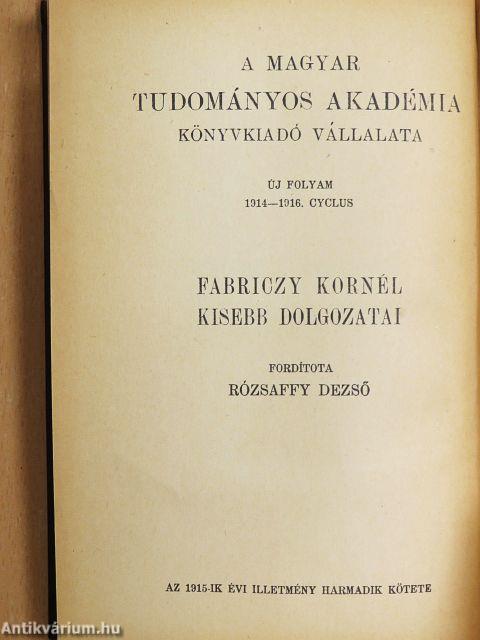 A MAGYAR
TUDOMÁNYOS AKADÉMIA
KÖNYVKIADÓ VÁLLALATA
ÚJ FOLYAM
1914—1916. CYCLUS
FABRICZY KORNÉL
KISEBB DOLGOZATAI
FORDÍTOTA
RÓZSAFFY DEZSŐ
AZ 1915-IK ÉVI ILLETMÉNY HARMADIK KÖTETE
Antikvárium.hu